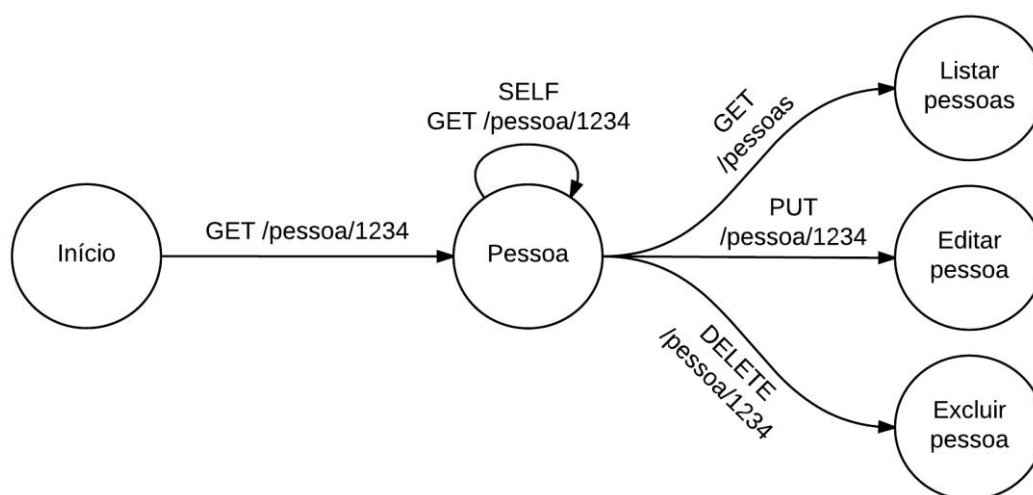 Início
GET /pessoa/1234
SELF
GET /pessoa/1234
Pessoa
GET
/pessoas
Listar
pessoas
PUT
/pessoa/1234
Editar
pessoa
DELETE
/pessoa/1234
Excluir
pessoa